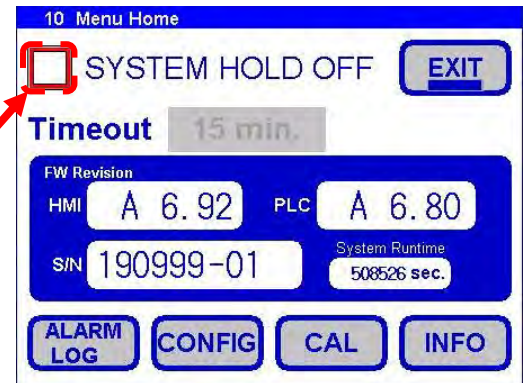 10 Menu Home
SYSTEM HOLD OFF EXIT
Timeout 15 min.
FW Revision
HMI A 6.92 PLC A 6.80
System Runtime
S/N 190999-01 508526 sec.
ALARM LOG CONFIG CAL INFO